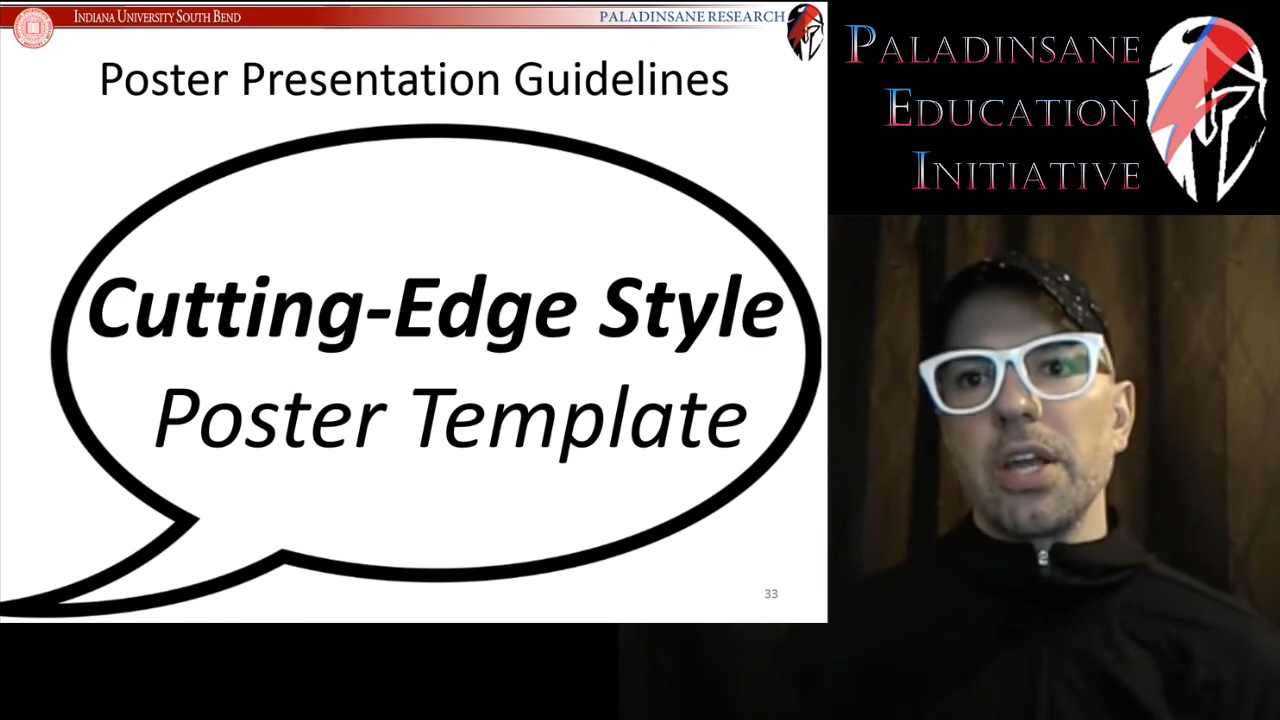 INDIANA UNIVERSITY SOUTH BEND
PALADINSANE RESEARCH
Poster Presentation Guidelines
Cutting-Edge Style
Poster Template
33
PALADINSANE
EDUCATION
INITIATIVE